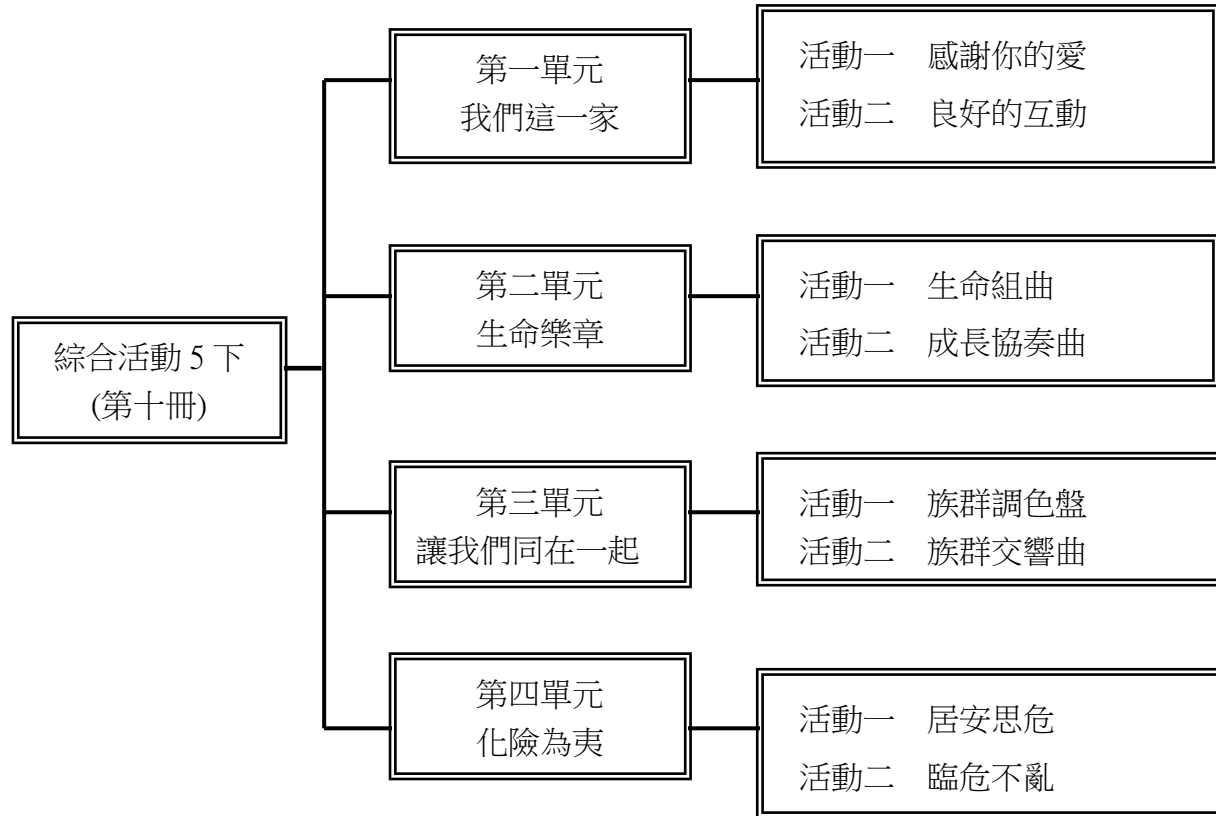 綜合活動 5 下
(第十冊)
第一單元
我們這一家
活動一　感謝你的愛
活動二　良好的互動
第二單元
生命樂章
活動一　生命組曲
活動二　成長協奏曲
第三單元
讓我們同在一起
活動一　族群調色盤
活動二　族群交響曲
第四單元
化險為夷
活動一　居安思危
活動二　臨危不亂